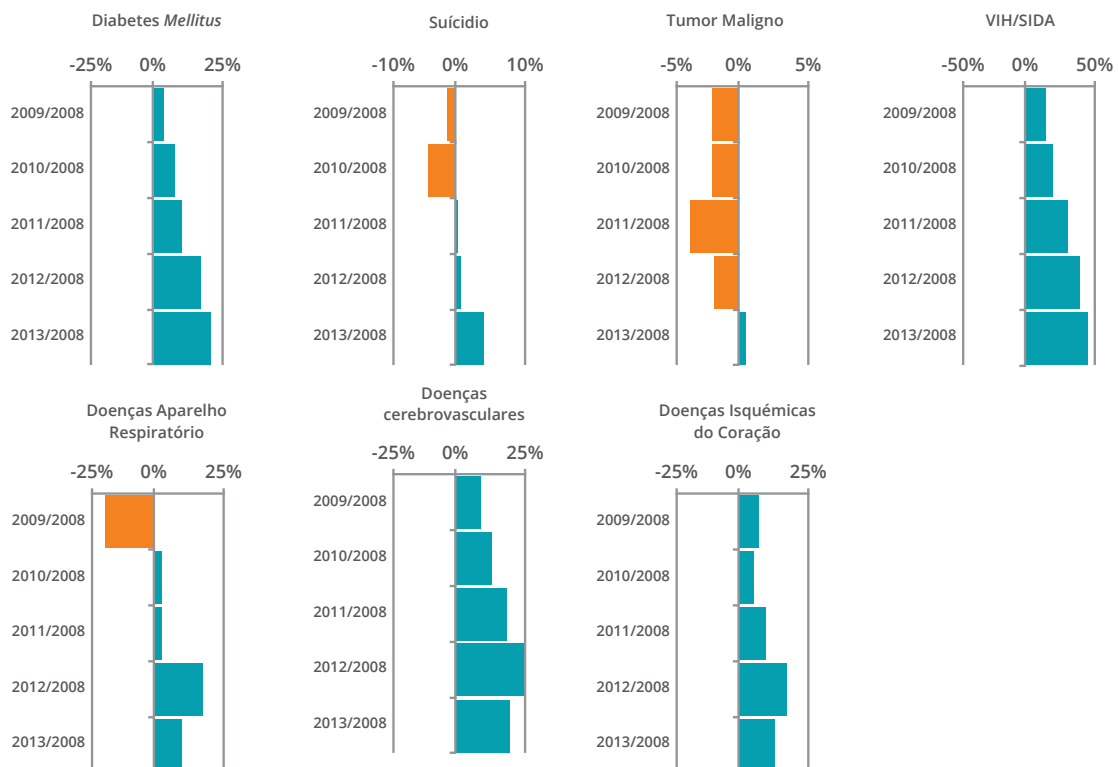 Diabetes Mellitus
-25% 0% 25%
2009/2008
2010/2008
2011/2008
2012/2008
2013/2008
Suícidio
-10% 0% 10%
2009/2008
2010/2008
2011/2008
2012/2008
2013/2008
Tumor Maligno
-5% 0% 5%
2009/2008
2010/2008
2011/2008
2012/2008
2013/2008
VIH/SIDA
-50% 0% 50%
2009/2008
2010/2008
2011/2008
2012/2008
2013/2008
Doenças Aparelho
Respiratório
-25% 0% 25%
2009/2008
2010/2008
2011/2008
2012/2008
2013/2008
Doenças
cerebrovasculares
-25% 0% 25%
2009/2008
2010/2008
2011/2008
2012/2008
2013/2008
Doenças Isquémicas
do Coração
-25% 0% 25%
2009/2008
2010/2008
2011/2008
2012/2008
2013/2008